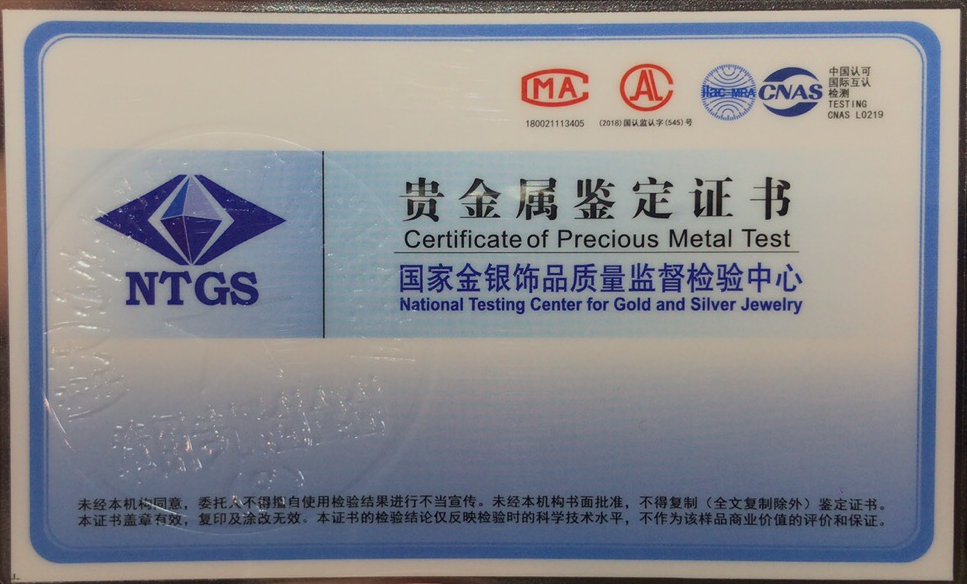 MA
AL
ilac-MRA
CNAS
中国认可
国际互认
检测
TESTING
CNAS L0219
180021113405
(2018)国认监认字(545)号
贵金属鉴定证书
Certificate of Precious Metal Test
NTGS
国家金银饰品质量监督检验中心
National Testing Center for Gold and Silver Jewelry
未经本机构同意，委托人不得擅自使用检验结果进行不当宣传。未经本机构书面批准，不得复制（全文复制除外）鉴定证书。
本证书盖章有效，复印及涂改无效。本证书的检验结论仅反映检验时的科学技术水平，不作为该样品商业价值的评价和保证。